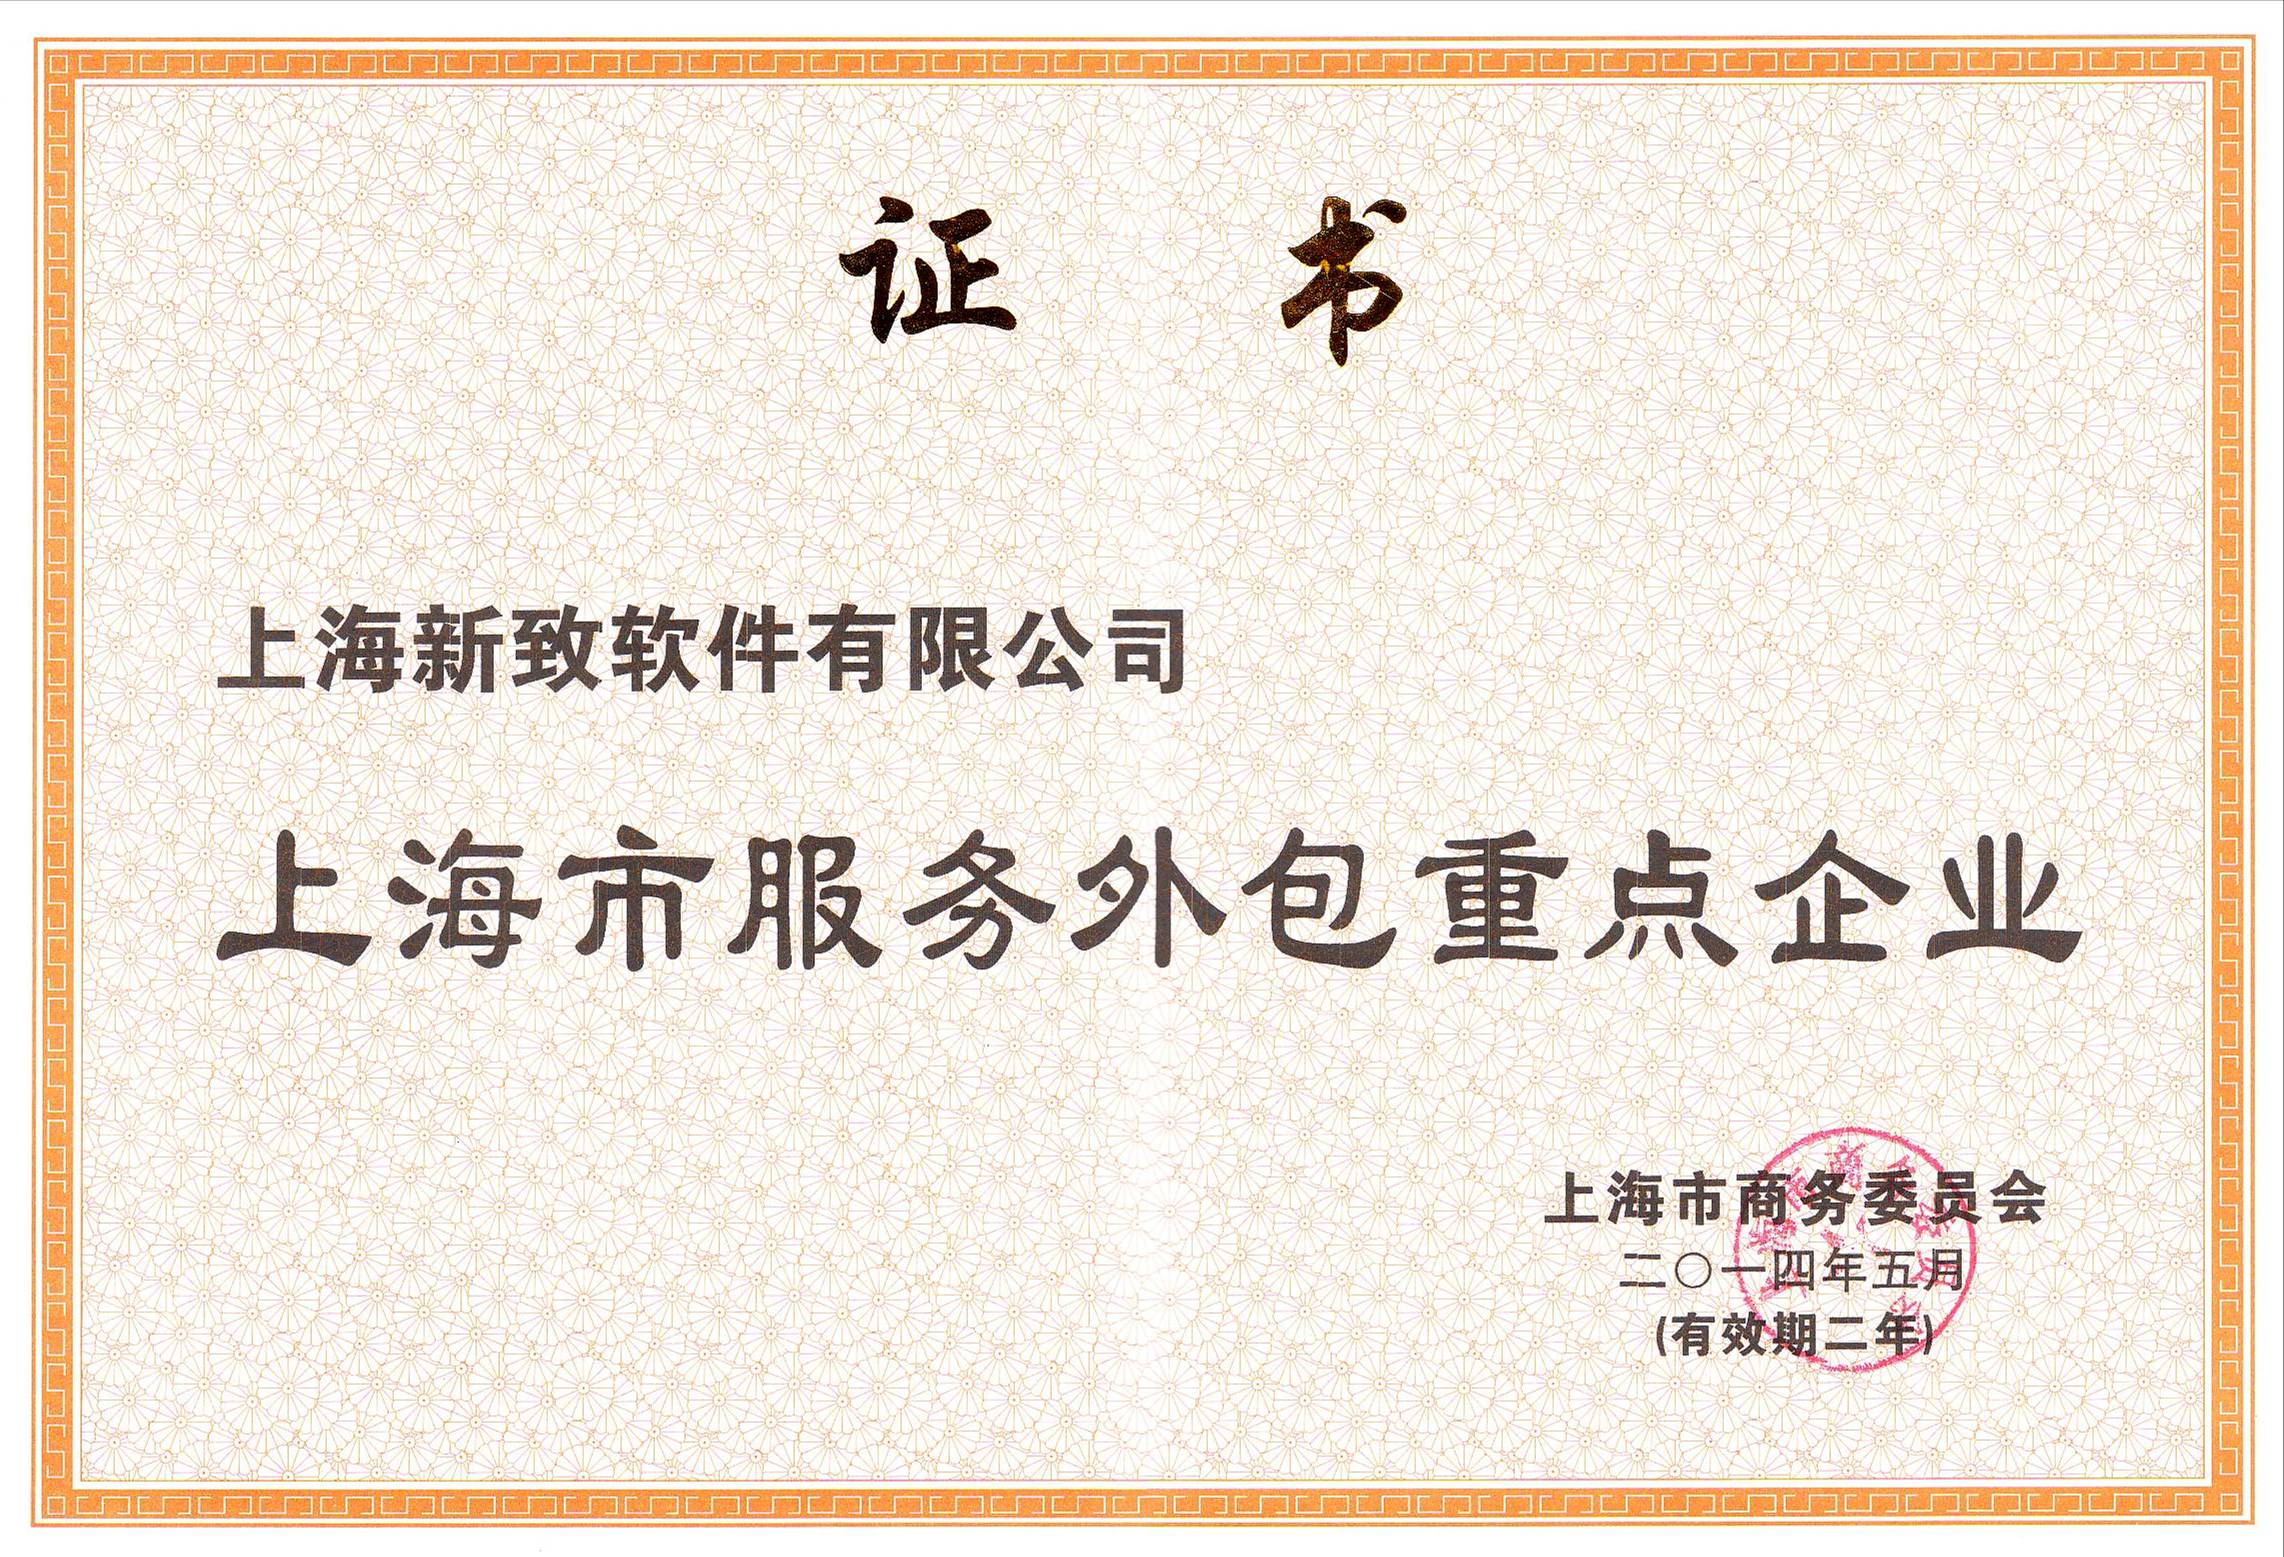 证书
上海新致软件有限公司
上海市服务外包重点企业
上海市商务委员会
二〇一四年五月
(有效期二年)